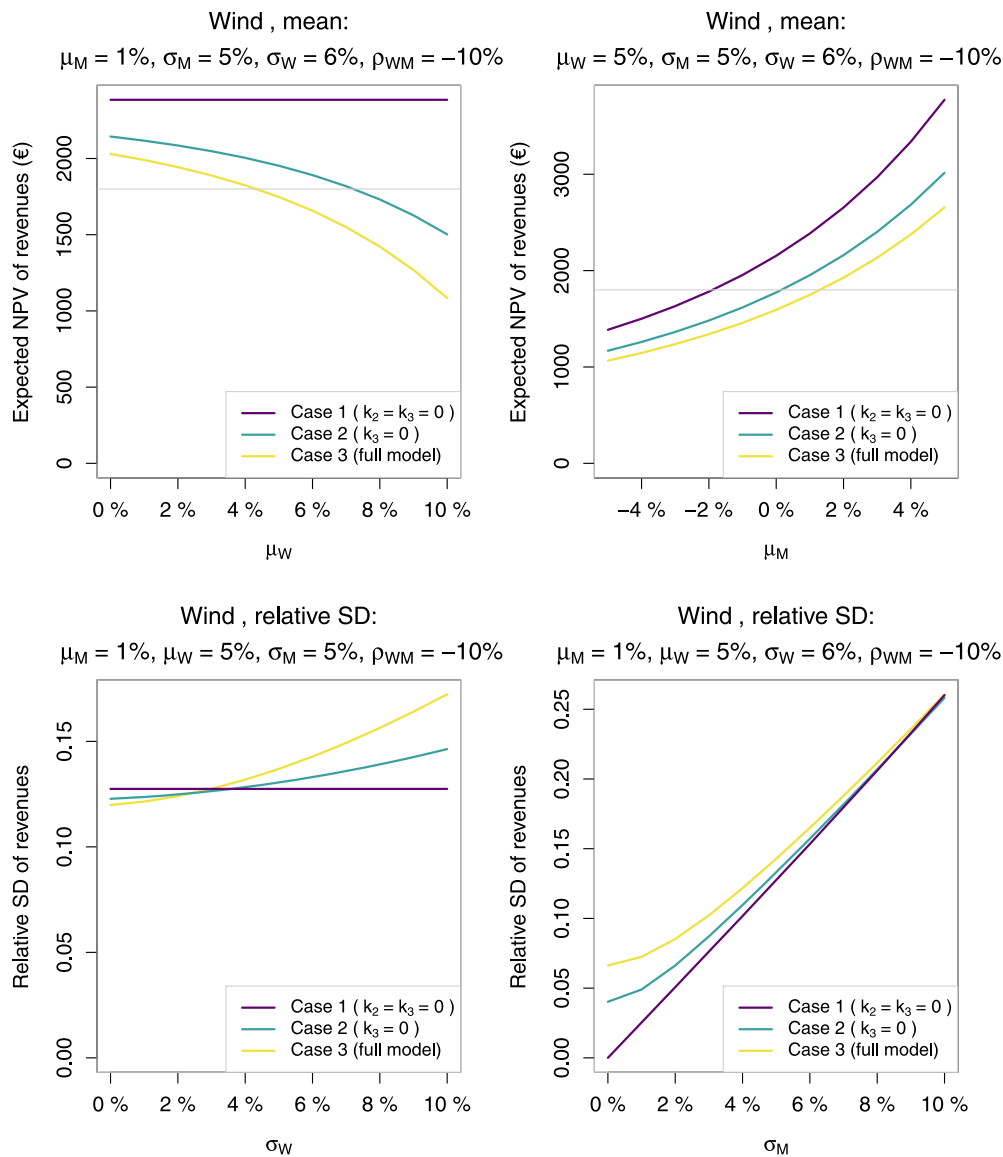 Wind , mean:
μM = 1%, σM = 5%, σW = 6%, ρWM = −10%
Expected NPV of revenues (€)
2000
1500
1000
500
0
Case 1 ( k2 = k3 = 0 )
Case 2 ( k3 = 0 )
Case 3 (full model)
0 % 2 % 4 % 6 % 8 % 10 %
μW
Wind , mean:
μW = 5%, σM = 5%, σW = 6%, ρWM = −10%
Expected NPV of revenues (€)
3000
2000
1000
0
Case 1 ( k2 = k3 = 0 )
Case 2 ( k3 = 0 )
Case 3 (full model)
−4 % −2 % 0 % 2 % 4 %
μM
Wind , relative SD:
μM = 1%, μW = 5%, σM = 5%, ρWM = −10%
Relative SD of revenues
0.15
0.10
0.05
0.00
Case 1 ( k2 = k3 = 0 )
Case 2 ( k3 = 0 )
Case 3 (full model)
0 % 2 % 4 % 6 % 8 % 10 %
σW
Wind , relative SD:
μM = 1%, μW = 5%, σW = 6%, ρWM = −10%
Relative SD of revenues
0.25
0.20
0.15
0.10
0.05
0.00
Case 1 ( k2 = k3 = 0 )
Case 2 ( k3 = 0 )
Case 3 (full model)
0 % 2 % 4 % 6 % 8 % 10 %
σM